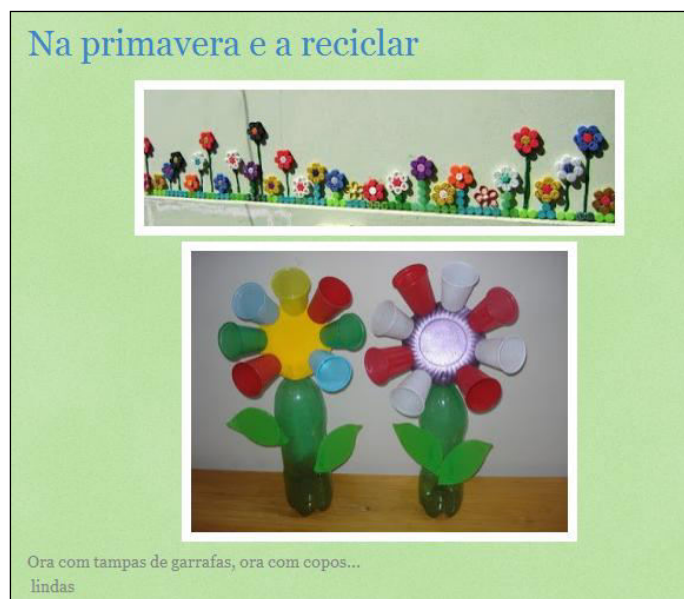 Na primavera e a reciclar
Ora com tampas de garrafas, ora com copos...
lindas